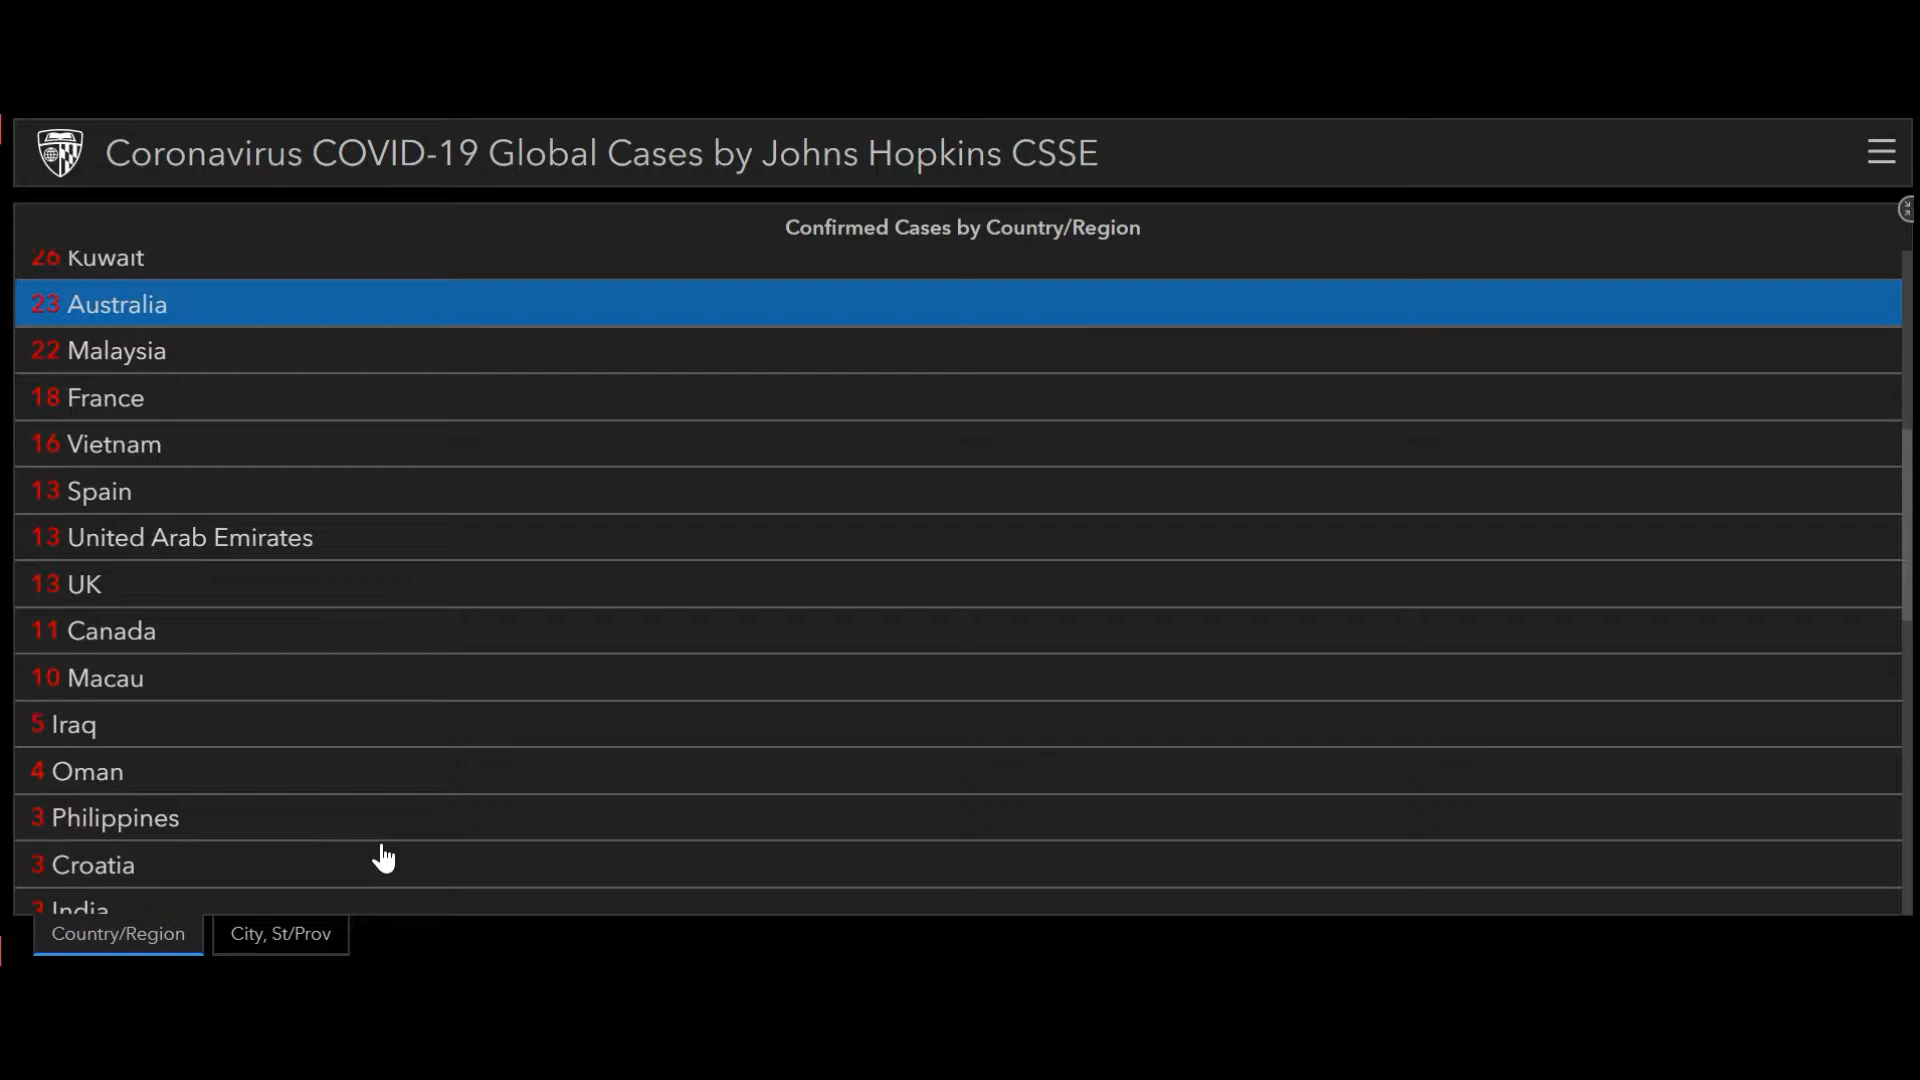 Coronavirus COVID-19 Global Cases by Johns Hopkins CSSE
Confirmed Cases by Country/Region
26 Kuwait
23 Australia
22 Malaysia
18 France
16 Vietnam
13 Spain
13 United Arab Emirates
13 UK
11 Canada
10 Macau
5 Iraq
4 Oman
3 Philippines
3 Croatia
3 India
Country/Region
City, St/Prov